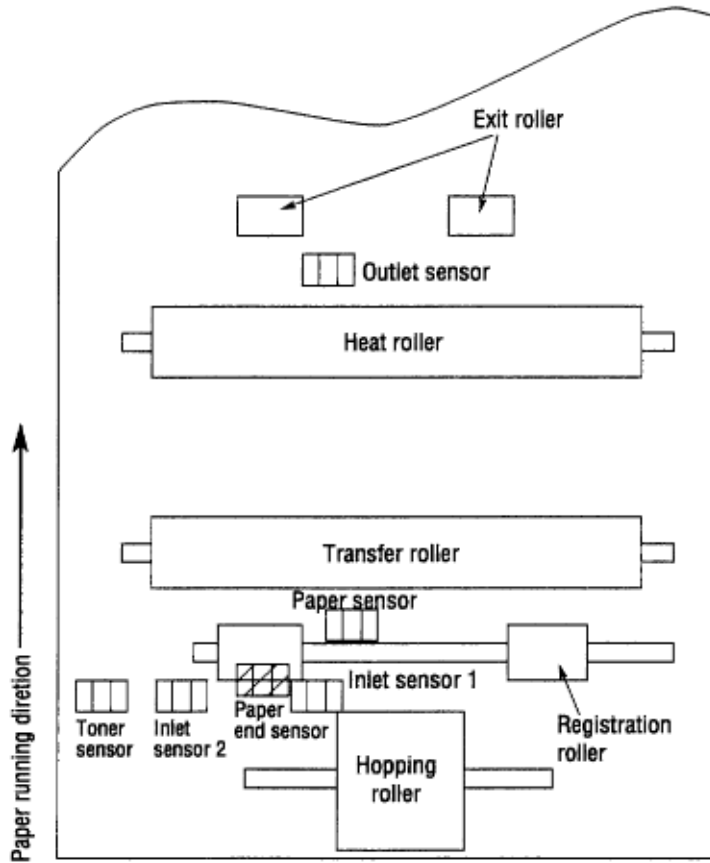 Exit roller
Outlet sensor
Heat roller
Transfer roller
Paper sensor
Inlet sensor 1
Toner
sensor
Inlet
sensor 2
Paper
end sensor
Registration
roller
Hopping
roller
Paper running diretion